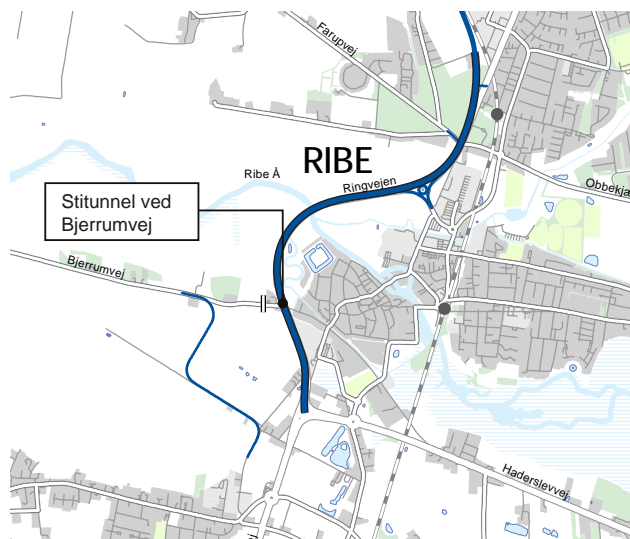 Farupvej
RIBE
Ribe Å
Ringvejen
Obbekjæ
Stitunnel ved
Bjerrumvej
Bjerrumvej
Haderslevvej